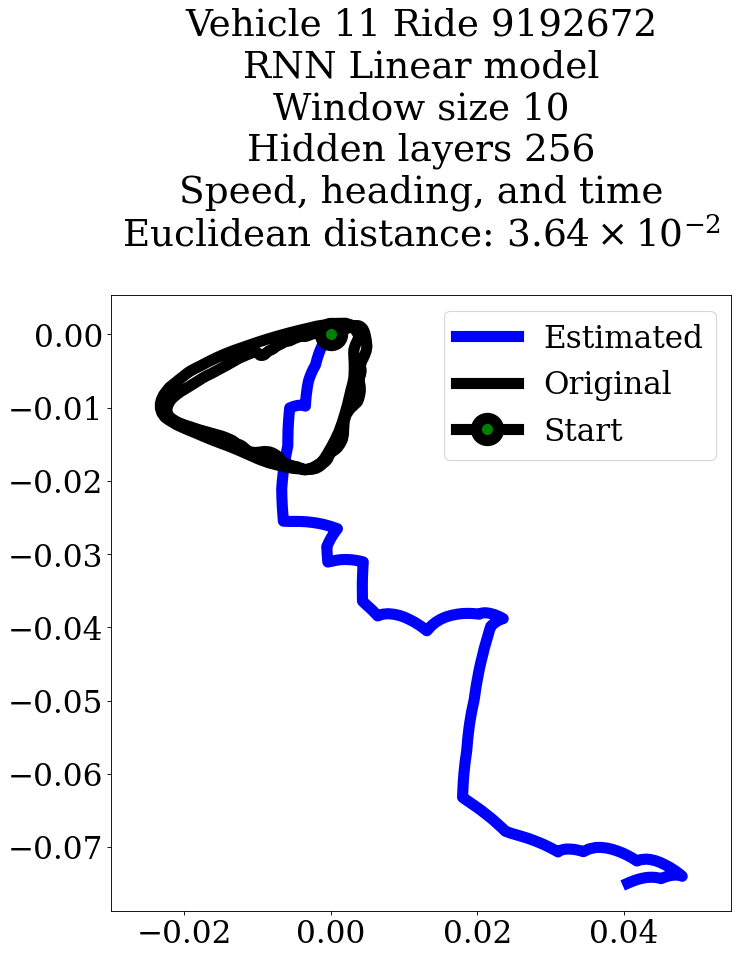 Vehicle 11 Ride 9192672
RNN Linear model
Window size 10
Hidden layers 256
Speed, heading, and time
Euclidean distance: 3.64 × 10⁻²
Estimated
Original
Start
0.00
−0.01
−0.02
−0.03
−0.04
−0.05
−0.06
−0.07
−0.02 0.00 0.02 0.04